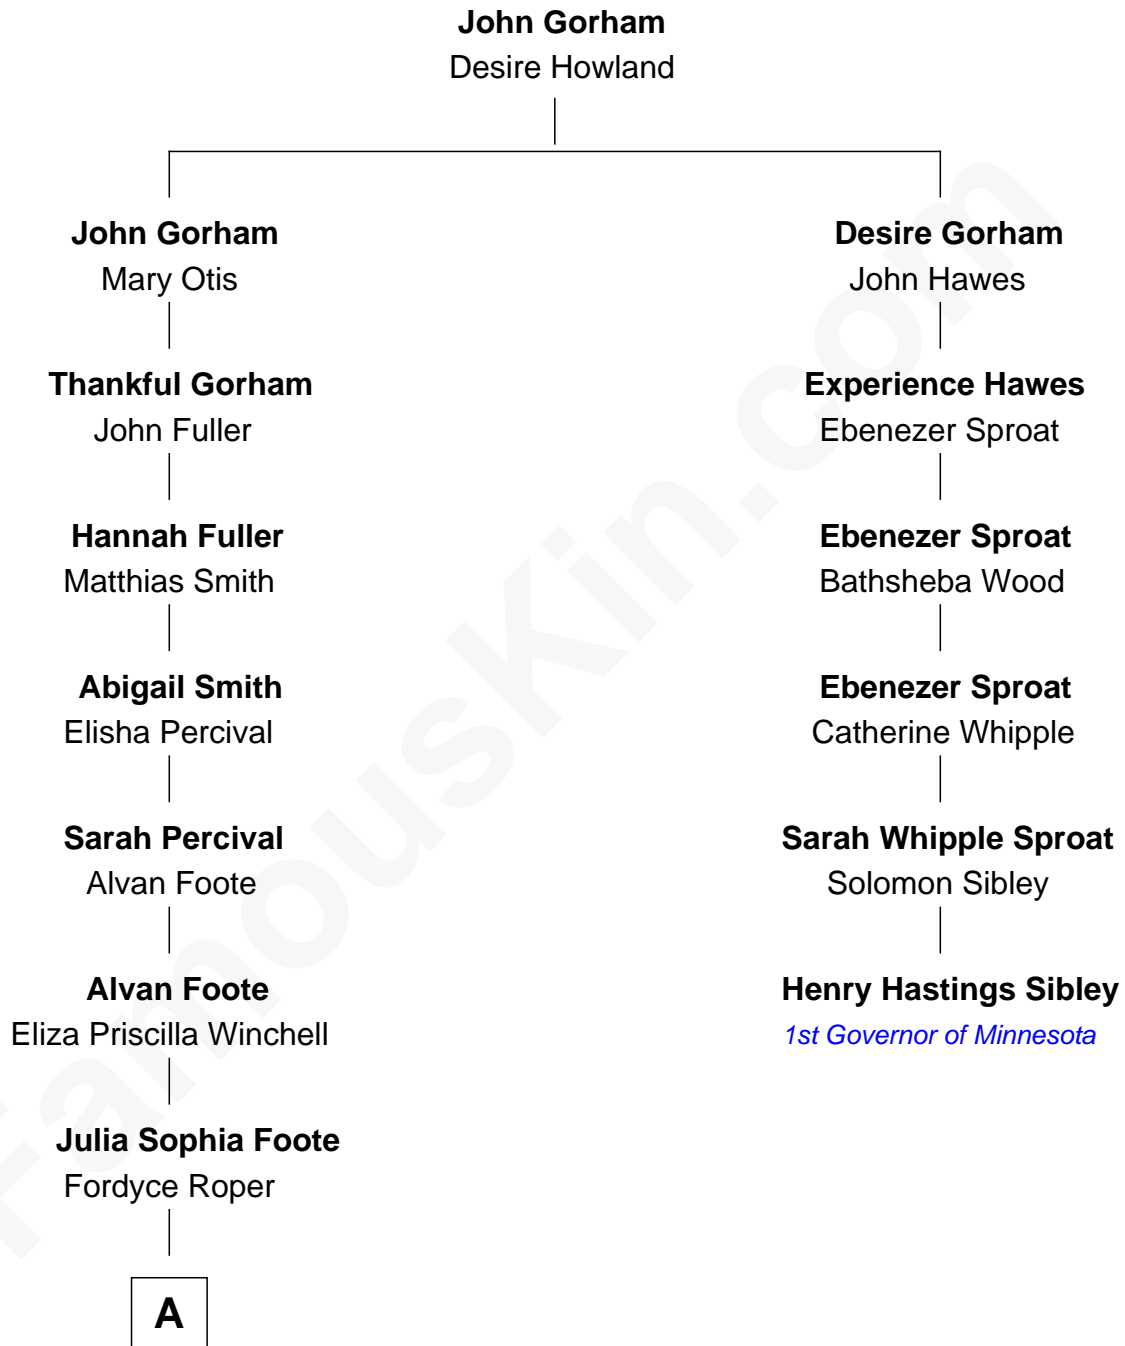 John Gorham
Desire Howland
John Gorham
Mary Otis
Desire Gorham
John Hawes
Thankful Gorham
John Fuller
Experience Hawes
Ebenezer Sproat
Hannah Fuller
Matthias Smith
Ebenezer Sproat
Bathsheba Wood
Abigail Smith
Elisha Percival
Ebenezer Sproat
Catherine Whipple
Sarah Percival
Alvan Foote
Sarah Whipple Sproat
Solomon Sibley
Alvan Foote
Eliza Priscilla Winchell
Henry Hastings Sibley
1st Governor of Minnesota
Julia Sophia Foote
Fordyce Roper
A
FamousKin.com